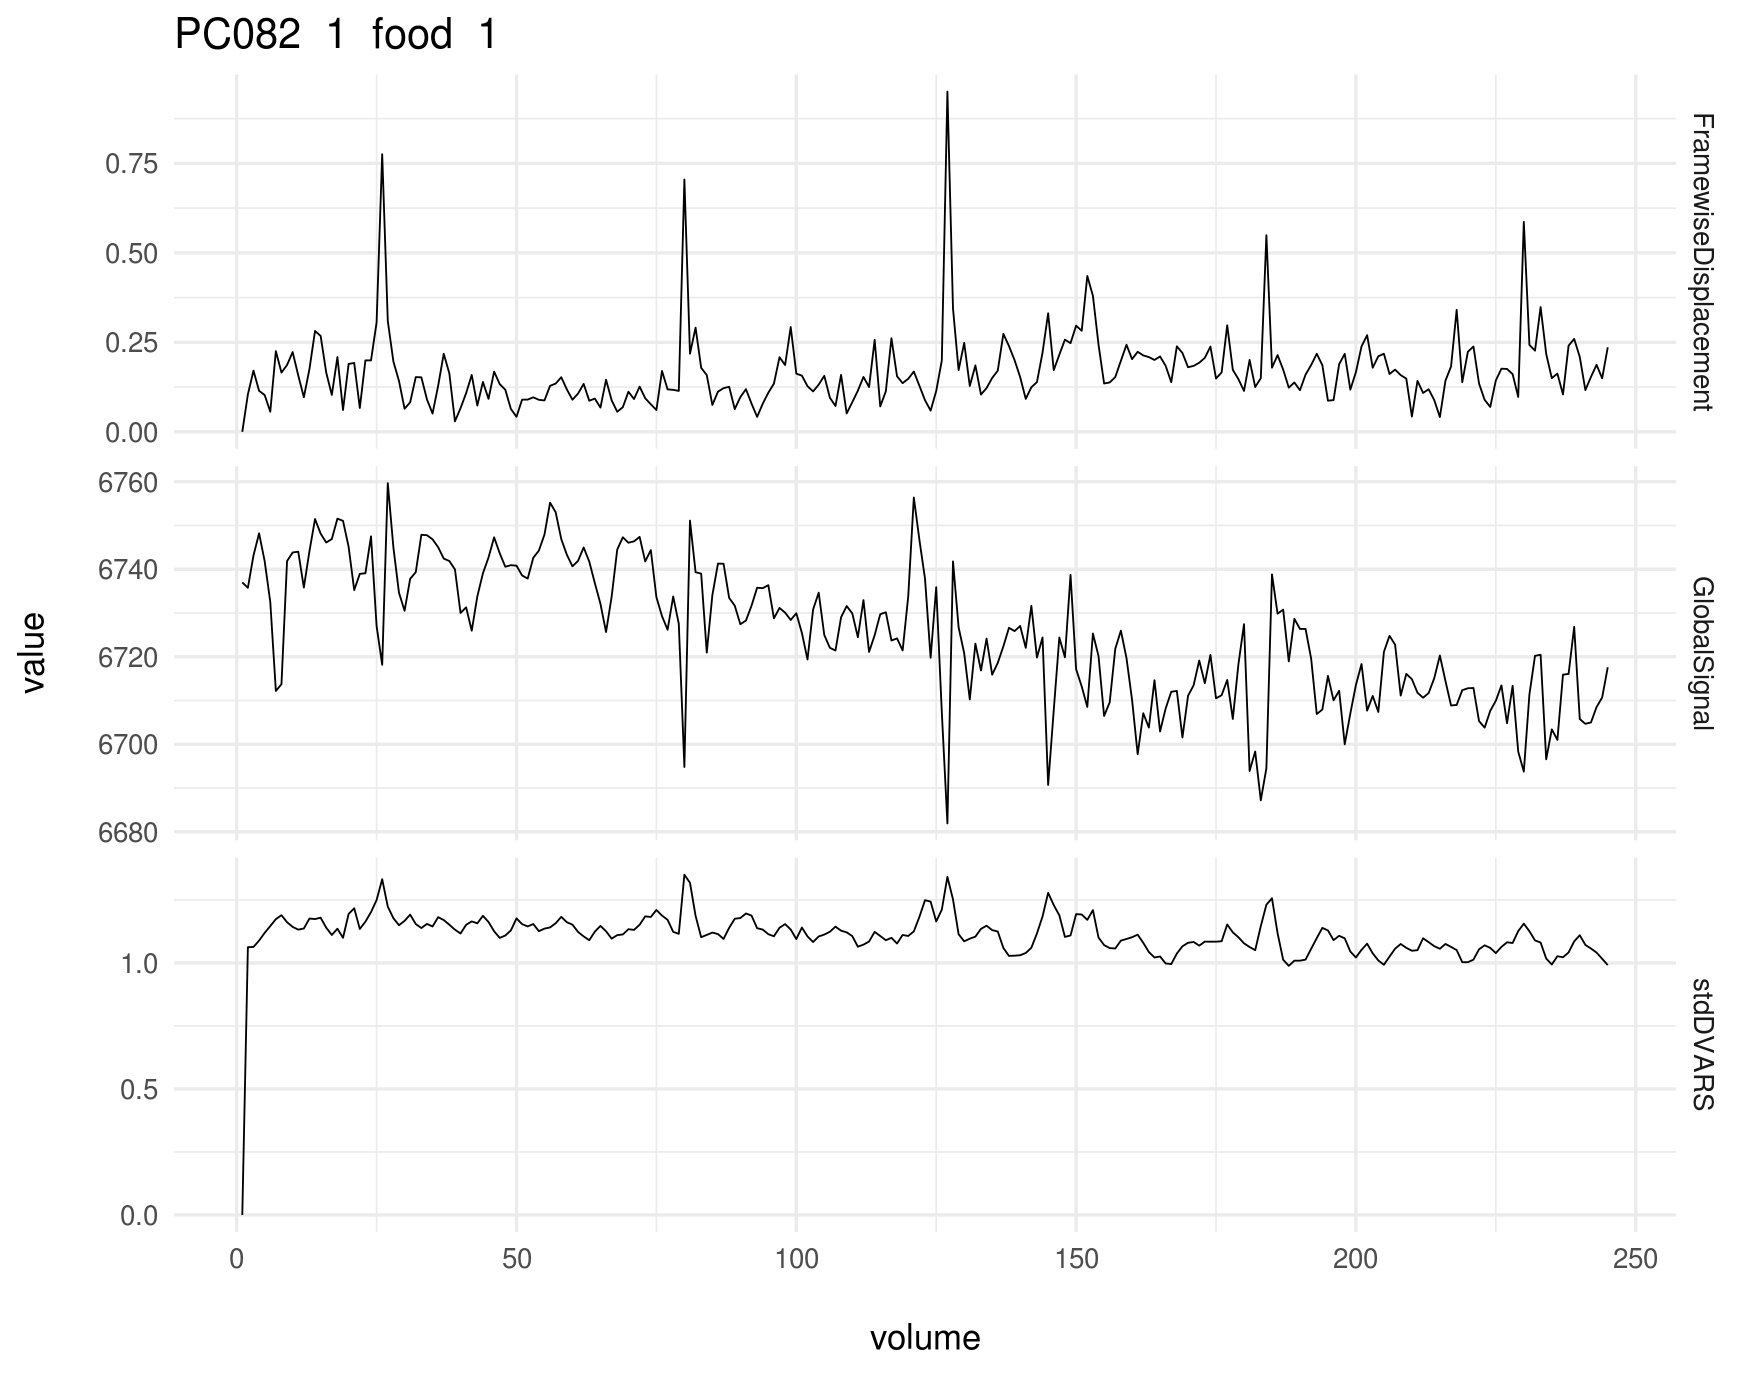 PC082 1 food 1
0.75
0.50
0.25
0.00
FramewiseDisplacement
6760
6740
6720
6700
6680
GlobalSignal
value
1.0
0.5
0.0
stdDVARS
0 50 100 150 200 250
volume